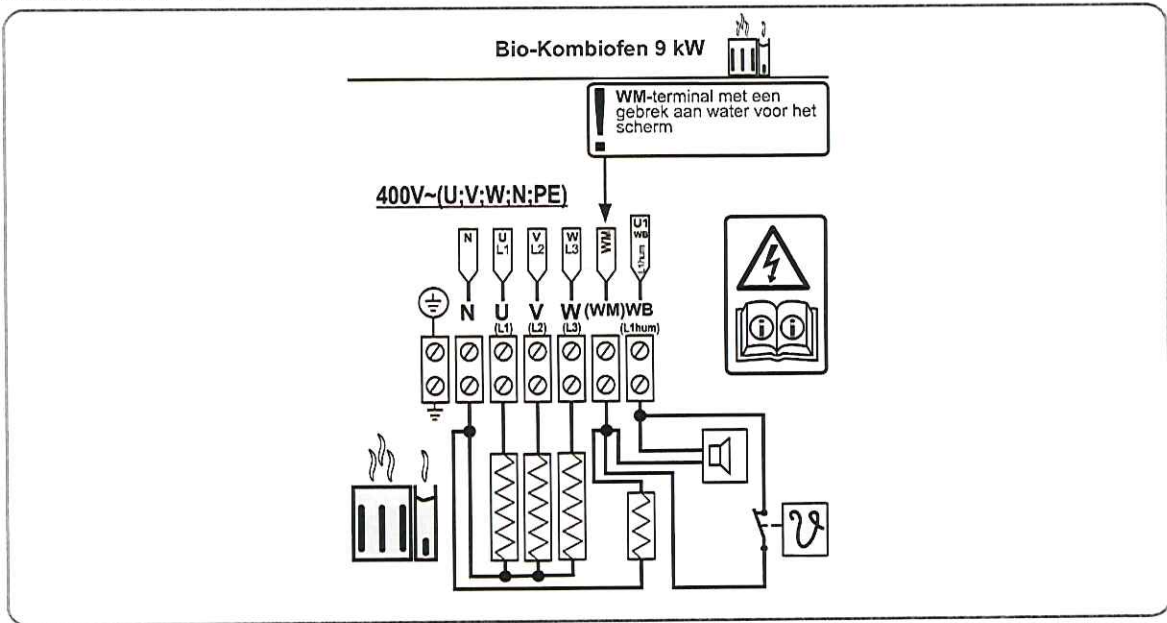 Bio-Kombiofen 9 kW
! WM-terminal met een
gebrek aan water voor het
scherm
400V~(U;V;W;N;PE)
N
U
L1
V
L2
W
L3
WM
U1
WB
L1hum
N U V W (WM) WB
(L1) (L2) (L3) (L1hum)
i i
ϑ